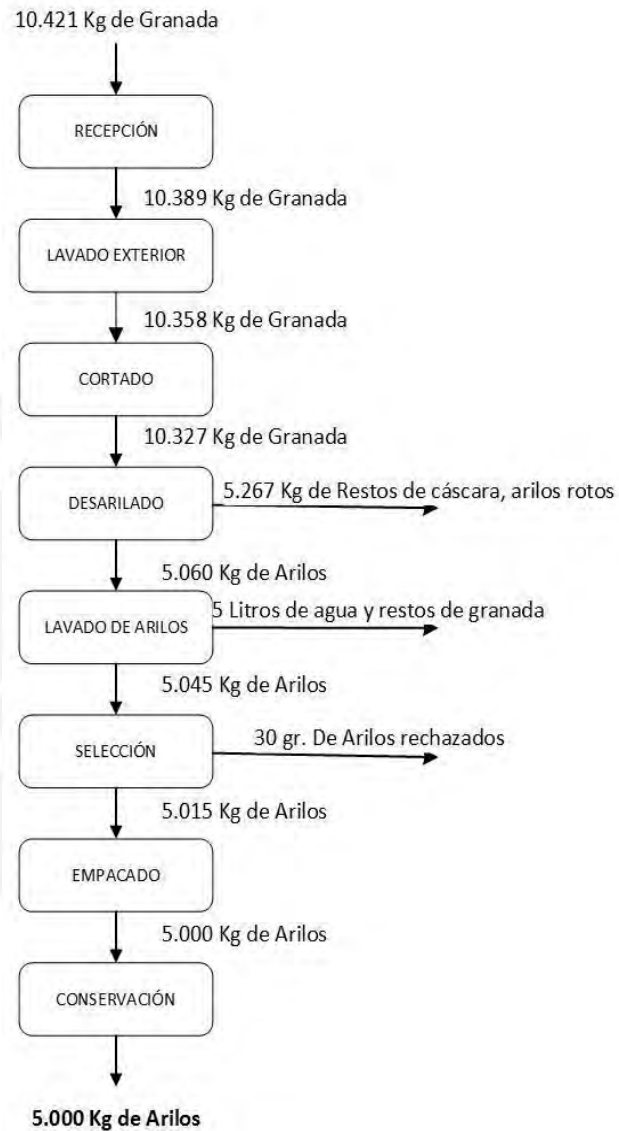 10.421 Kg de Granada
RECEPCIÓN
10.389 Kg de Granada
LAVADO EXTERIOR
10.358 Kg de Granada
CORTADO
10.327 Kg de Granada
DESARILADO
5.267 Kg de Restos de cáscara, arilos rotos
5.060 Kg de Arilos
LAVADO DE ARILOS
5 Litros de agua y restos de granada
5.045 Kg de Arilos
SELECCIÓN
30 gr. De Arilos rechazados
5.015 Kg de Arilos
EMPACADO
5.000 Kg de Arilos
CONSERVACIÓN
5.000 Kg de Arilos